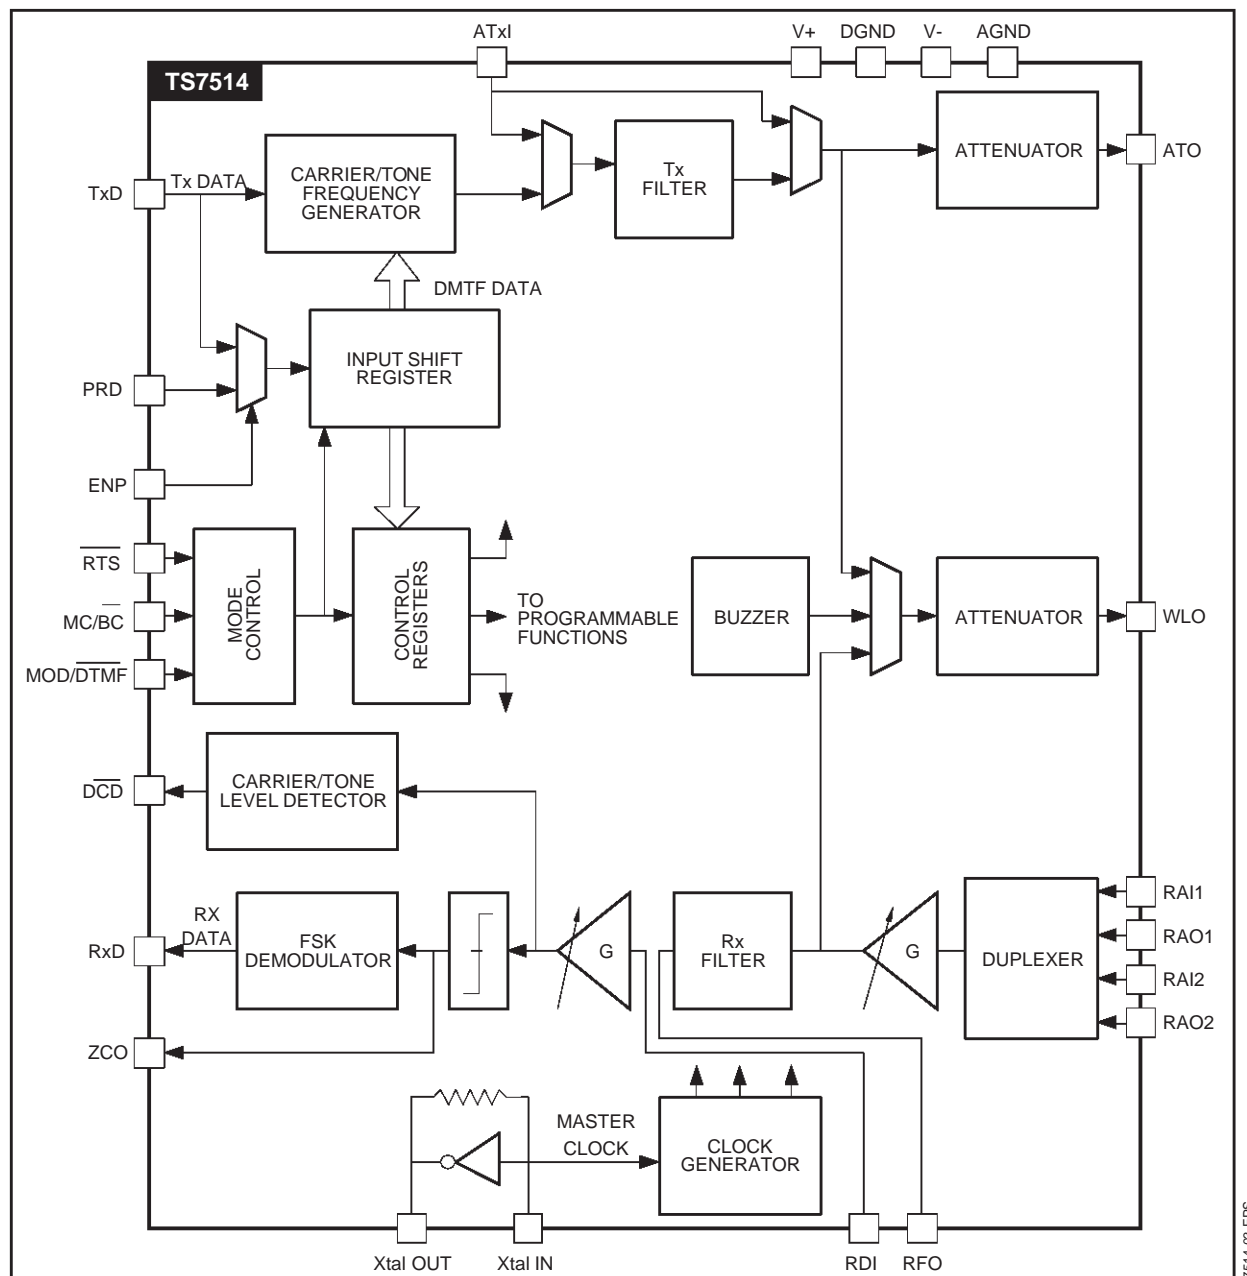 ATxI
V+
DGND
V-
AGND
TS7514
TxD
Tx DATA
CARRIER/TONE
FREQUENCY
GENERATOR
Tx
FILTER
ATTENUATOR
ATO
DMTF DATA
PRD
INPUT SHIFT
REGISTER
ENP
RTS
MC/BC
MOD/DTMF
MODE
CONTROL
CONTROL
REGISTERS
TO
PROGRAMMABLE
FUNCTIONS
BUZZER
ATTENUATOR
WLO
DCD
CARRIER/TONE
LEVEL DETECTOR
RxD
RX
DATA
FSK
DEMODULATOR
G
Rx
FILTER
G
DUPLEXER
RAI1
RAO1
RAI2
RAO2
ZCO
MASTER
CLOCK
CLOCK
GENERATOR
Xtal OUT
Xtal IN
RDI
RFO